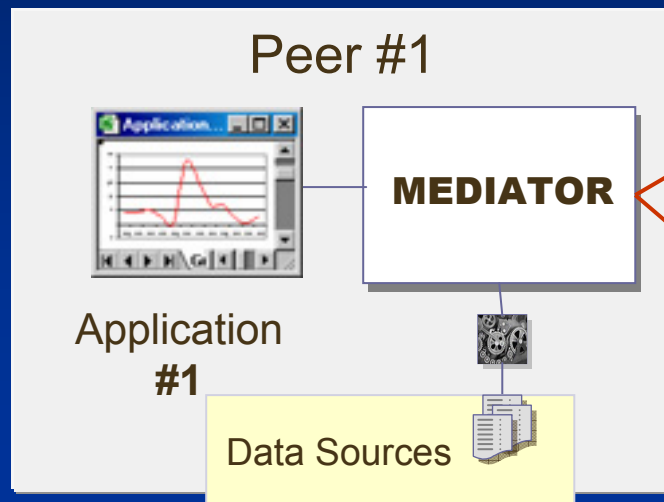 Peer #1
Application...
MEDIATOR
Application
#1
Data Sources